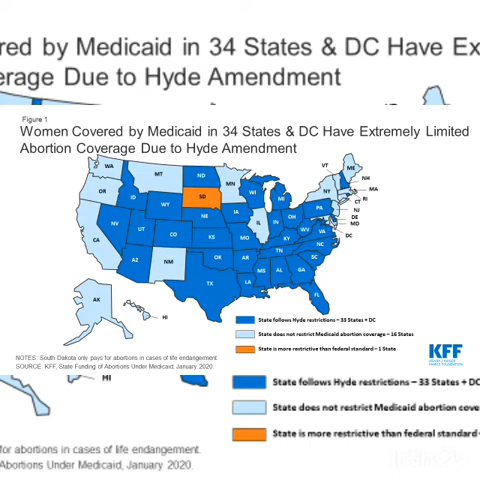 red by Medicaid in 34 States & DC Have Ex
erage Due to Hyde Amendment
Figure 1
Women Covered by Medicaid in 34 States & DC Have Extremely Limited
Abortion Coverage Due to Hyde Amendment
WA
OR
CA
NV
ID
MT
WY
UT
AZ
CO
NM
ND
SD
NE
KS
OK
TX
MN
IA
MO
AR
LA
WI
IL
MI
IN
OH
KY
TN
MS
AL
GA
FL
SC
NC
VA
WV
PA
NY
VT
ME
NH
MA
RI
CT
NJ
DE
MD
DC
AK
HI
State follows Hyde restrictions – 33 States + DC
State does not restrict Medicaid abortion coverage – 16 States
State is more restrictive than federal standard – 1 State
NOTES: South Dakota only pays for abortions in cases of life endangerment.
SOURCE: KFF, State Funding of Abortions Under Medicaid, January 2020.
KFF
HENRY J KAISER
FAMILY FOUNDATION
HI
State follows Hyde restrictions – 33 States + DC
State does not restrict Medicaid abortion cove
State is more restrictive than federal standard –
for abortions in cases of life endangerment.
Abortions Under Medicaid, January 2020.